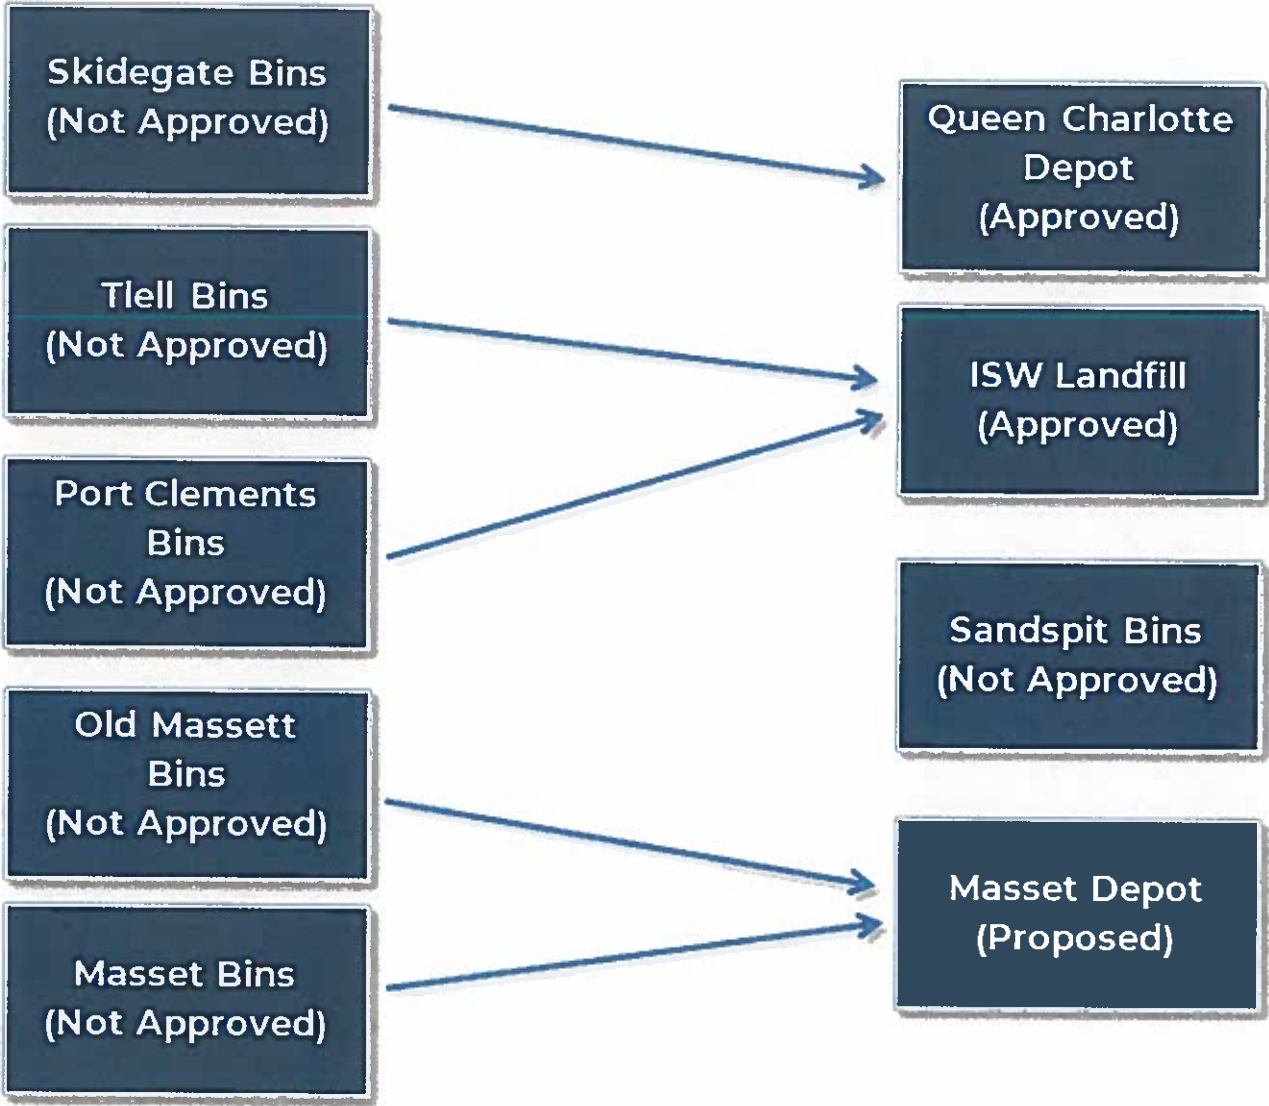 Skidegate Bins
(Not Approved)
Tlell Bins
(Not Approved)
Port Clements
Bins
(Not Approved)
Old Massett
Bins
(Not Approved)
Masset Bins
(Not Approved)
Queen Charlotte
Depot
(Approved)
ISW Landfill
(Approved)
Sandspit Bins
(Not Approved)
Masset Depot
(Proposed)